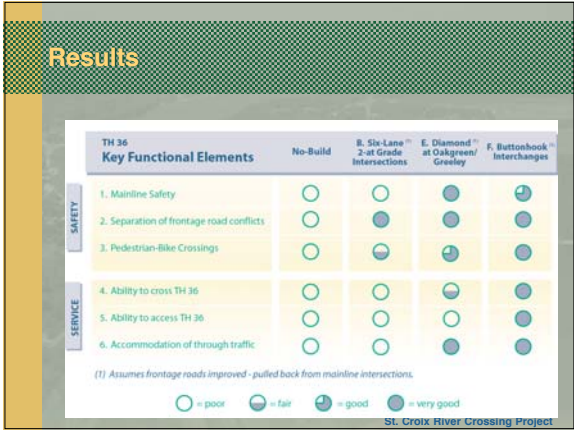 Results
TH 36
Key Functional Elements
No-Build
B. Six-Lane (1)
2-at Grade
Intersections
E. Diamond (1)
at Oakgreen/
Greeley
F. Buttonhook (1)
Interchanges
SAFETY
1. Mainline Safety
2. Separation of frontage road conflicts
3. Pedestrian-Bike Crossings
SERVICE
4. Ability to cross TH 36
5. Ability to access TH 36
6. Accommodation of through traffic
(1) Assumes frontage roads improved - pulled back from mainline intersections.
= poor = fair = good = very good
St. Croix River Crossing Project